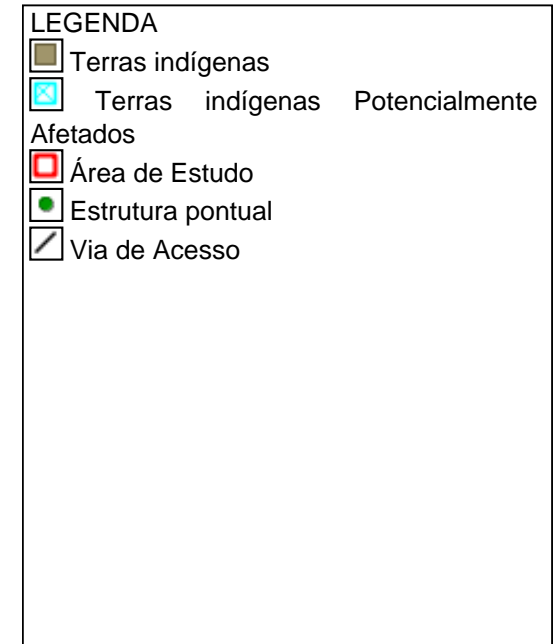 LEGENDA
Terras indígenas
Terras indígenas Potencialmente
Afetados
Área de Estudo
Estrutura pontual
Via de Acesso